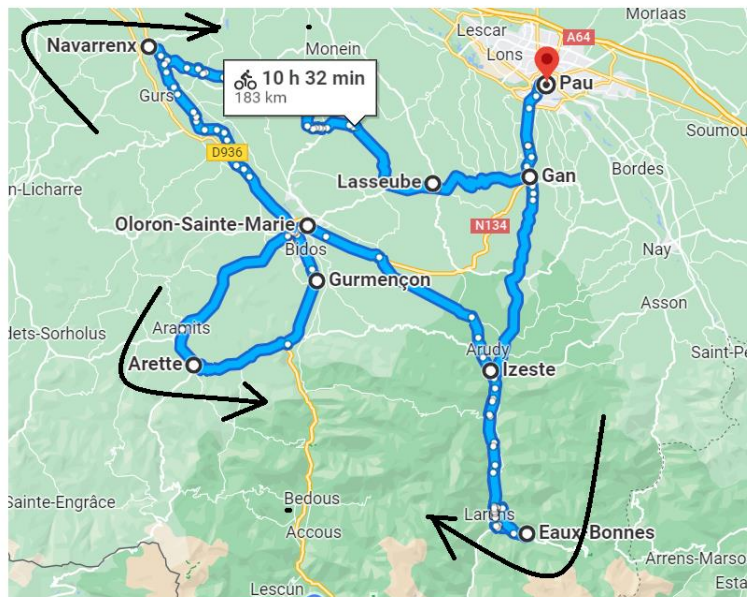 Morlaas
Lescar
A64
Navarrenx
Monein
Lons
10 h 32 min
183 km
Pau
Gurs
Soumou
D936
Bordes
n-Licharre
Lasseube
Gan
Oloron-Sainte-Marie
N134
Bidos
Nay
Gurmençon
Asson
Aramits
dets-Sorholus
Arudy
Saint-Pe
Arette
Izeste
Sainte-Engrâce
Bedous
Laruns
Accous
Eaux-Bonnes
Arrens-Marso
Lescun
Esta